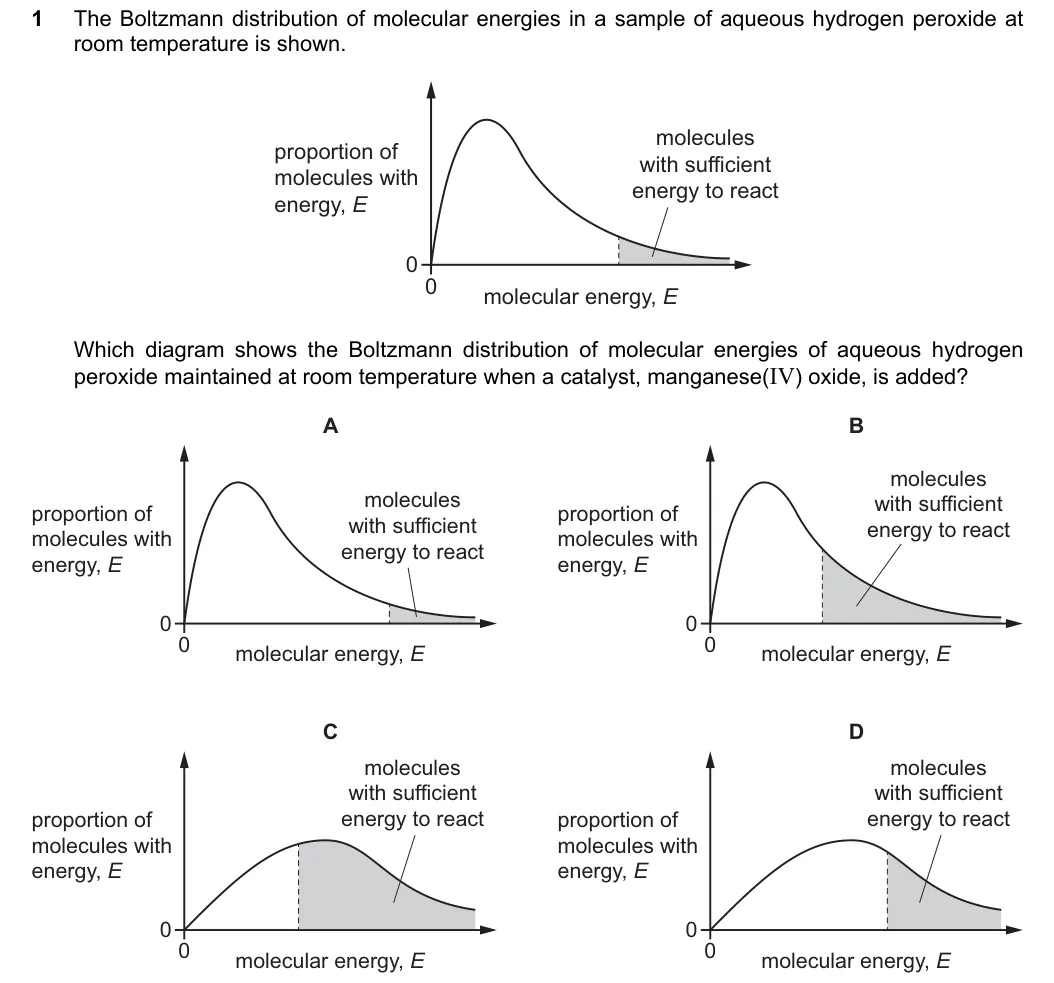 1 The Boltzmann distribution of molecular energies in a sample of aqueous hydrogen peroxide at
room temperature is shown.
proportion of
molecules with
energy, E
molecules
with sufficient
energy to react
0
0
molecular energy, E
Which diagram shows the Boltzmann distribution of molecular energies of aqueous hydrogen
peroxide maintained at room temperature when a catalyst, manganese(IV) oxide, is added?
A
proportion of
molecules with
energy, E
molecules
with sufficient
energy to react
0
0
molecular energy, E
B
proportion of
molecules with
energy, E
molecules
with sufficient
energy to react
0
0
molecular energy, E
C
proportion of
molecules with
energy, E
molecules
with sufficient
energy to react
0
0
molecular energy, E
D
proportion of
molecules with
energy, E
molecules
with sufficient
energy to react
0
0
molecular energy, E